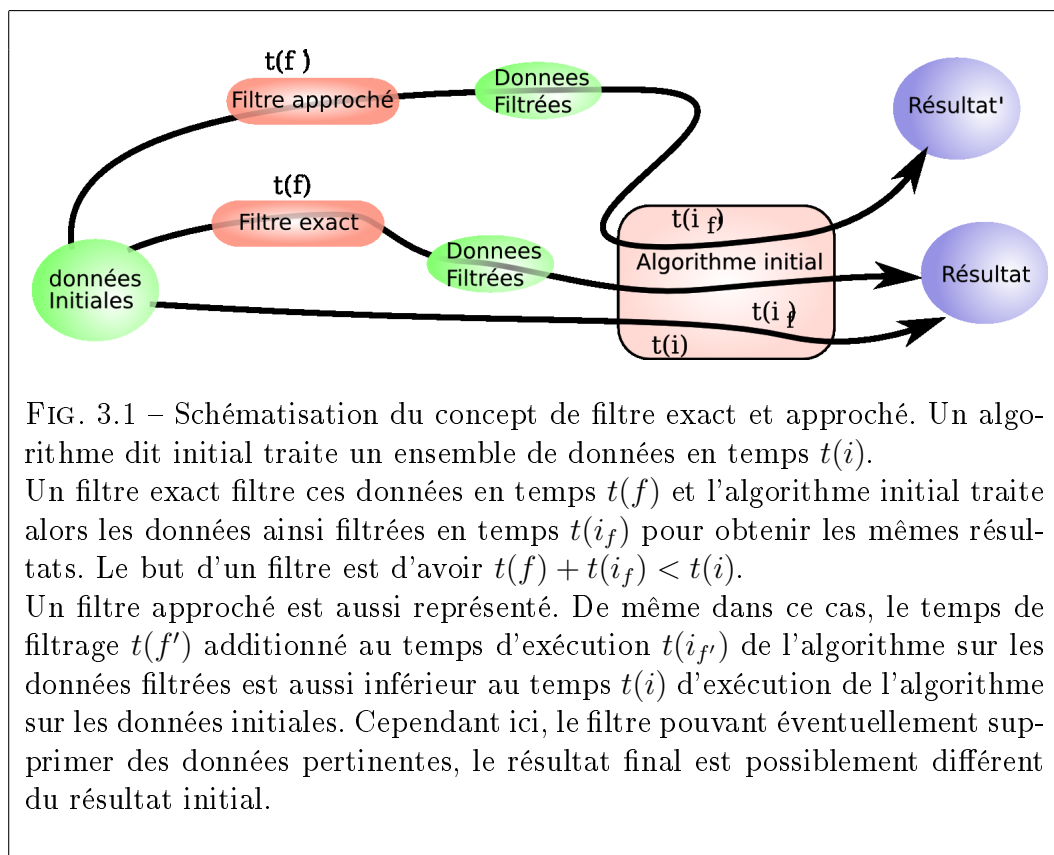 t(f ')
Filtre approché
Donnees
Filtrées
Résultat'
t(f)
Filtre exact
t(i f')
Donnees
Filtrées
Algorithme initial
données
Initiales
Résultat
t(i f)
t(i)
FIG. 3.1 – Schématisation du concept de filtre exact et approché. Un algo-
rithme dit initial traite un ensemble de données en temps t(i).
Un filtre exact filtre ces données en temps t(f) et l'algorithme initial traite
alors les données ainsi filtrées en temps t(i_f) pour obtenir les mêmes résul-
tats. Le but d'un filtre est d'avoir t(f) + t(i_f) < t(i).
Un filtre approché est aussi représenté. De même dans ce cas, le temps de
filtrage t(f′) additionné au temps d'exécution t(i_{f′}) de l'algorithme sur les
données filtrées est aussi inférieur au temps t(i) d'exécution de l'algorithme
sur les données initiales. Cependant ici, le filtre pouvant éventuellement sup-
primer des données pertinentes, le résultat final est possiblement différent
du résultat initial.